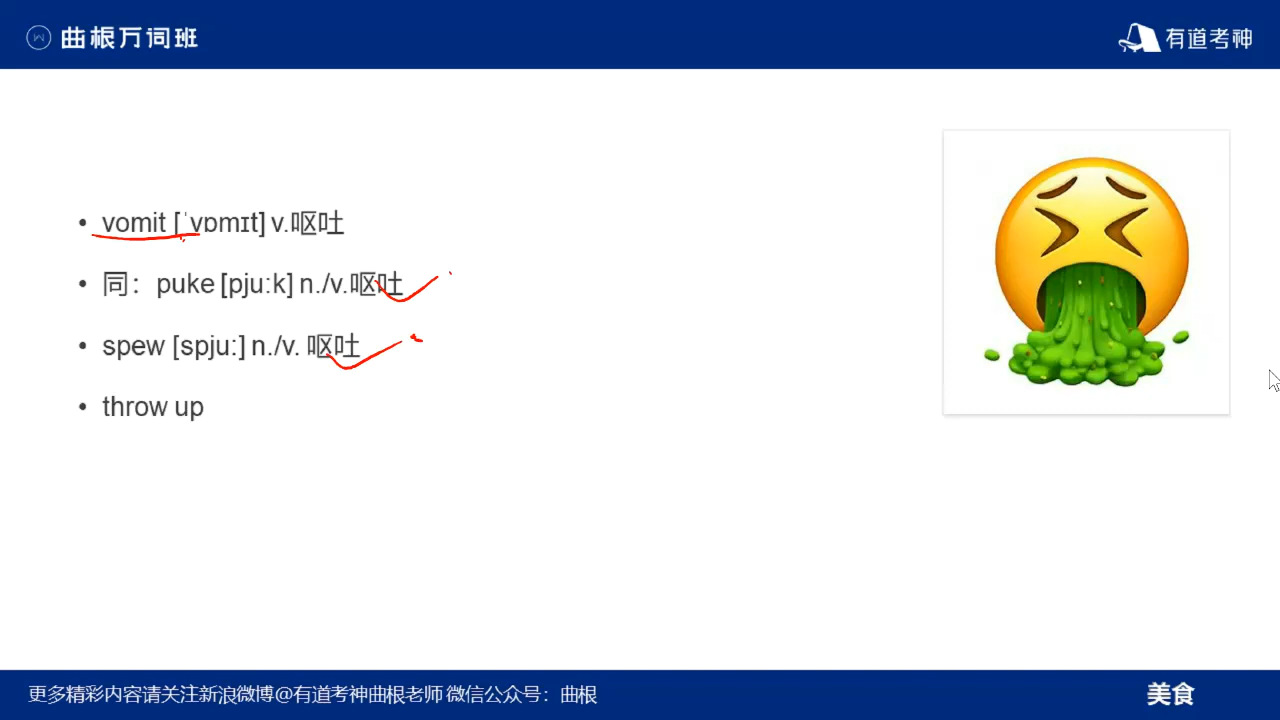 曲根万词班
有道考神
• vomit [ˈvɒmɪt] v.呕吐
• 同：puke [pjuːk] n./v.呕吐
• spew [spjuː] n./v. 呕吐
• throw up
更多精彩内容请关注新浪微博@有道考神曲根老师 微信公众号：曲根
美食